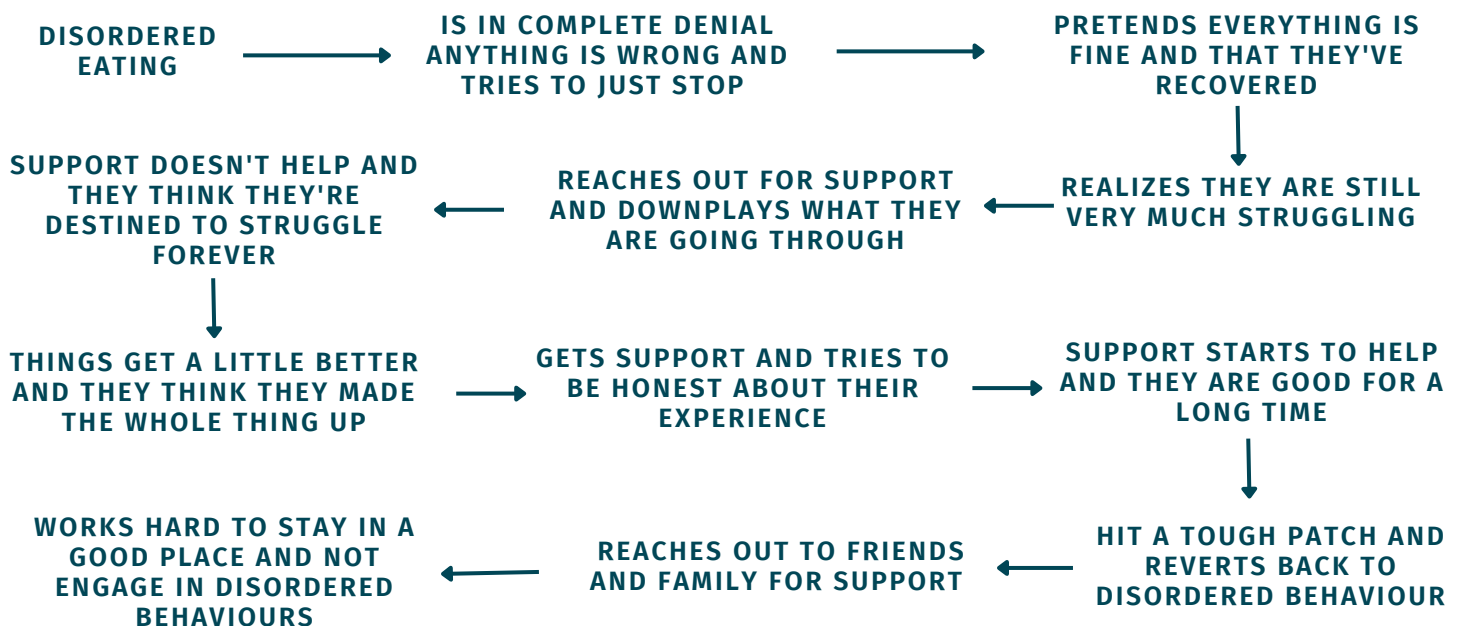 DISORDERED
EATING
IS IN COMPLETE DENIAL
ANYTHING IS WRONG AND
TRIES TO JUST STOP
PRETENDS EVERYTHING IS
FINE AND THAT THEY'VE
RECOVERED
REALIZES THEY ARE STILL
VERY MUCH STRUGGLING
REACHES OUT FOR SUPPORT
AND DOWNPLAYS WHAT THEY
ARE GOING THROUGH
SUPPORT DOESN'T HELP AND
THEY THINK THEY'RE
DESTINED TO STRUGGLE
FOREVER
THINGS GET A LITTLE BETTER
AND THEY THINK THEY MADE
THE WHOLE THING UP
GETS SUPPORT AND TRIES TO
BE HONEST ABOUT THEIR
EXPERIENCE
SUPPORT STARTS TO HELP
AND THEY ARE GOOD FOR A
LONG TIME
HIT A TOUGH PATCH AND
REVERTS BACK TO
DISORDERED BEHAVIOUR
REACHES OUT TO FRIENDS
AND FAMILY FOR SUPPORT
WORKS HARD TO STAY IN A
GOOD PLACE AND NOT
ENGAGE IN DISORDERED
BEHAVIOURS